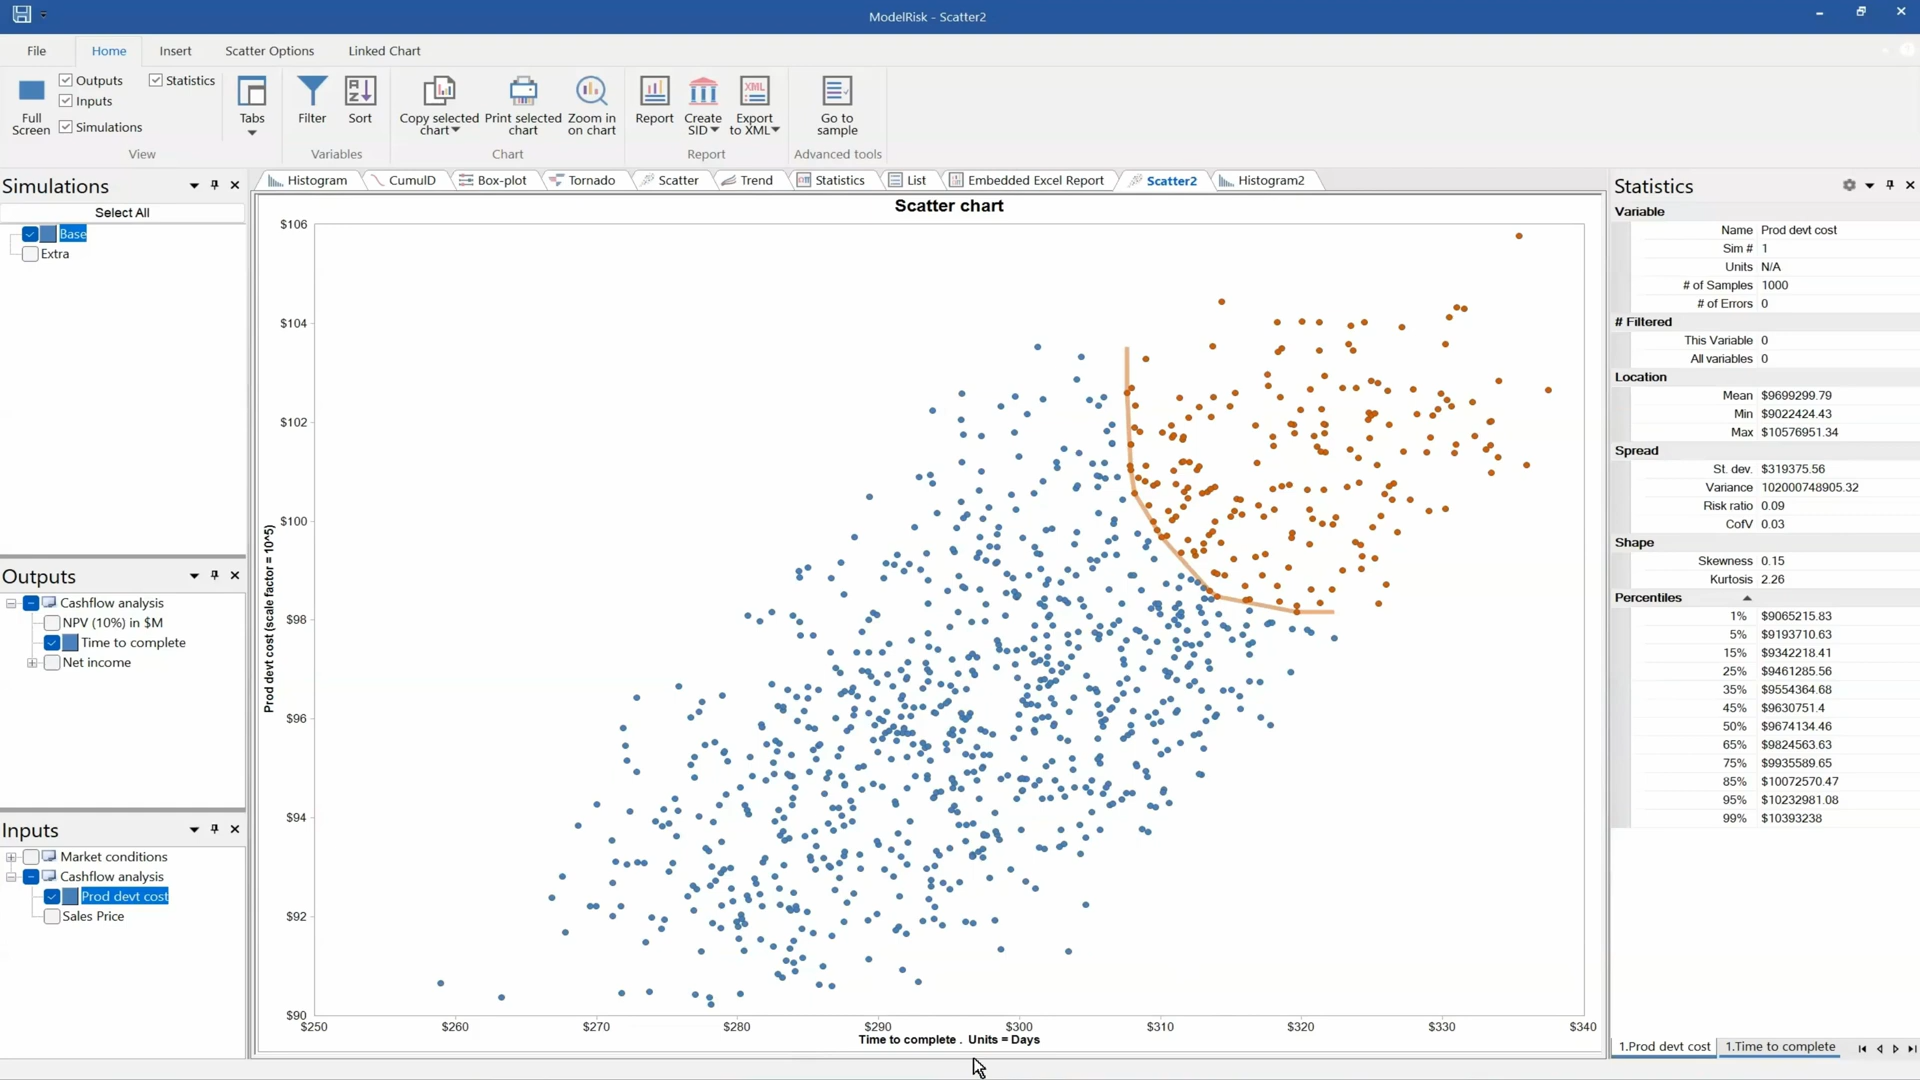 ModelRisk - Scatter2
File Home Insert Scatter Options Linked Chart
Full Screen
Outputs
Inputs
Simulations
Statistics
View
Tabs
Filter
Sort
Variables
Copy selected chart
Print selected chart
Zoom in on chart
Chart
Report
Create SID
XML
Export to XML
Report
Go to sample
Advanced tools
Simulations
Select All
Base
Extra
Outputs
Cashflow analysis
NPV (10%) in $M
Time to complete
Net income
Inputs
Market conditions
Cashflow analysis
Prod devt cost
Sales Price
Histogram CumulD Box-plot Tornado Scatter Trend Statistics List Embedded Excel Report Scatter2 Histogram2
Scatter chart
$106
$104
$102
$100
$98
$96
$94
$92
$90
Prod devt cost (scale factor = 10^5)
$250 $260 $270 $280 $290 $300 $310 $320 $330 $340
Time to complete . Units = Days
Statistics
Variable
Name Prod devt cost
Sim # 1
Units N/A
# of Samples 1000
# of Errors 0
# Filtered
This Variable 0
All variables 0
Location
Mean $9699299.79
Min $9022424.43
Max $10576951.34
Spread
St. dev. $319375.56
Variance 102000748905.32
Risk ratio 0.09
CofV 0.03
Shape
Skewness 0.15
Kurtosis 2.26
Percentiles
1% $9065215.83
5% $9193710.63
15% $9342218.41
25% $9461285.56
35% $9554364.68
45% $9630751.4
50% $9674134.46
65% $9824563.63
75% $9935589.65
85% $10072570.47
95% $10232981.08
99% $10393238
1.Prod devt cost 1.Time to complete